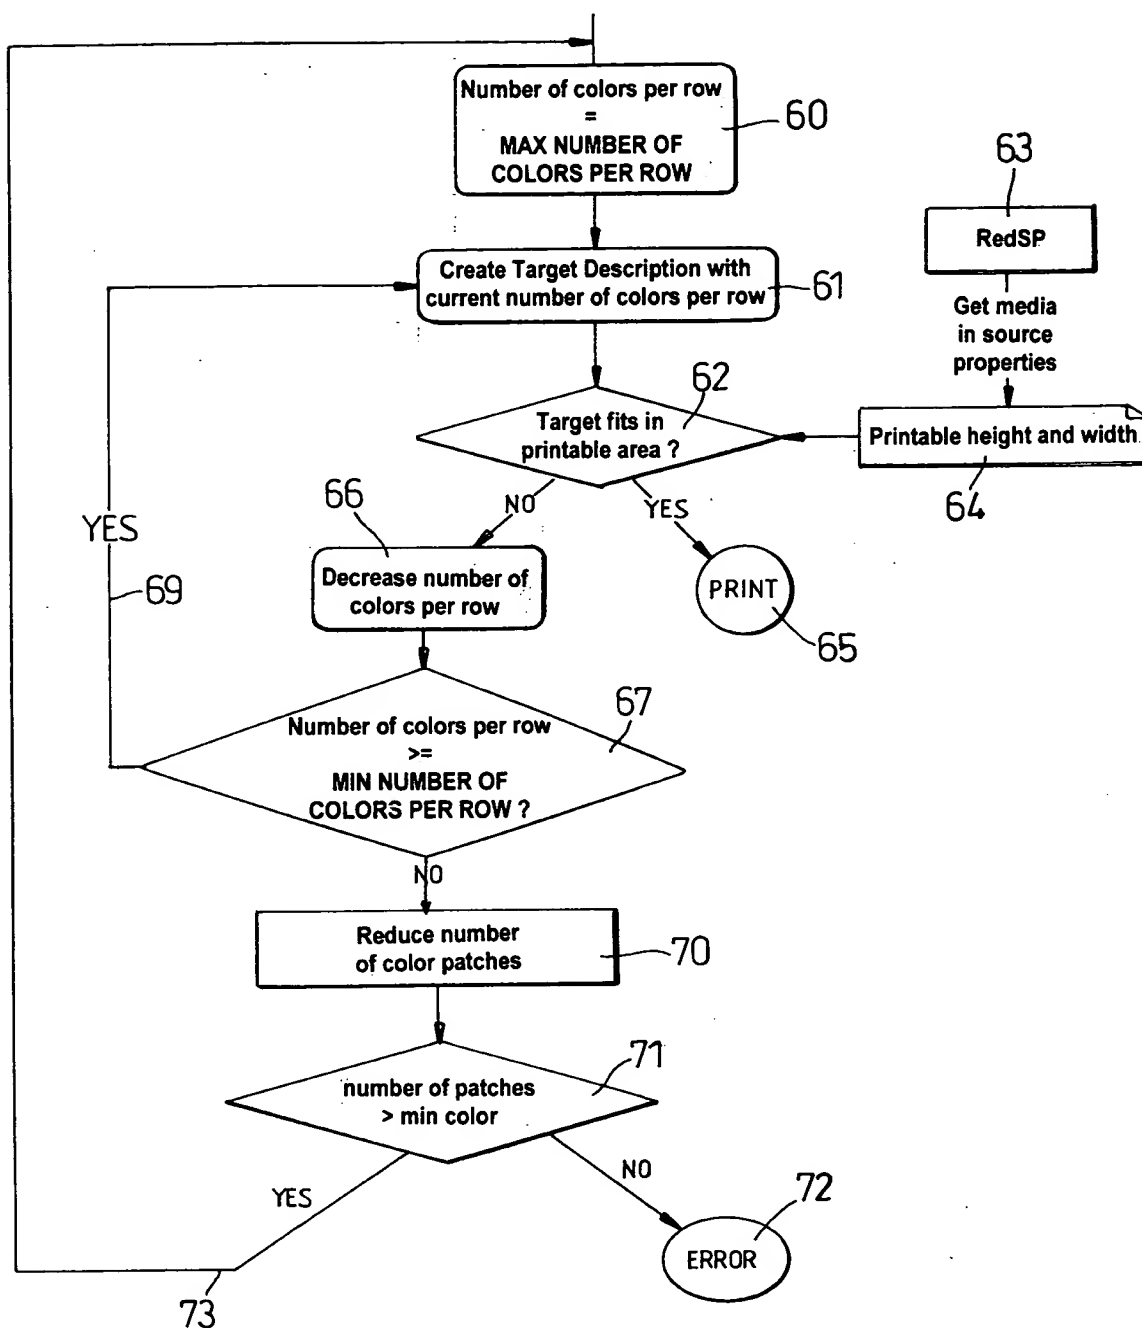 Number of colors per row
=
MAX NUMBER OF
COLORS PER ROW
60
63
RedSP
Create Target Description with
current number of colors per row
61
Get media
in source
properties
62
Target fits in
printable area ?
Printable height and width
64
66
NO
YES
YES
Decrease number of
colors per row
PRINT
65
69
67
Number of colors per row
>=
MIN NUMBER OF
COLORS PER ROW ?
NO
Reduce number
of color patches
70
71
number of patches
> min color
YES
NO
72
ERROR
73